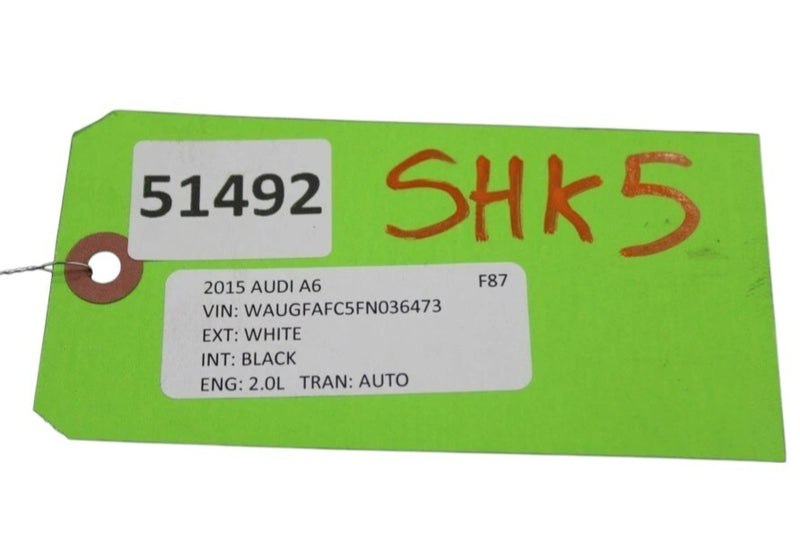 51492
SHK5
2015 AUDI A6 F87
VIN: WAUGFAFC5FN036473
EXT: WHITE
INT: BLACK
ENG: 2.0L TRAN: AUTO